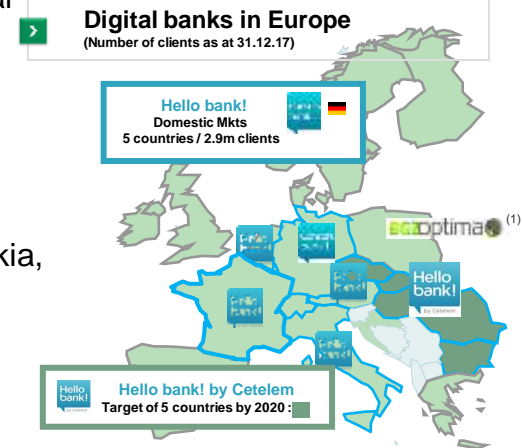 al
Digital banks in Europe
(Number of clients as at 31.12.17)
Hello bank!
Domestic Mkts
5 countries / 2.9m clients
optima (1)
kia,
Hello
bank!
by Cetelem
Hello
bank!
Hello bank! by Cetelem
Target of 5 countries by 2020 :